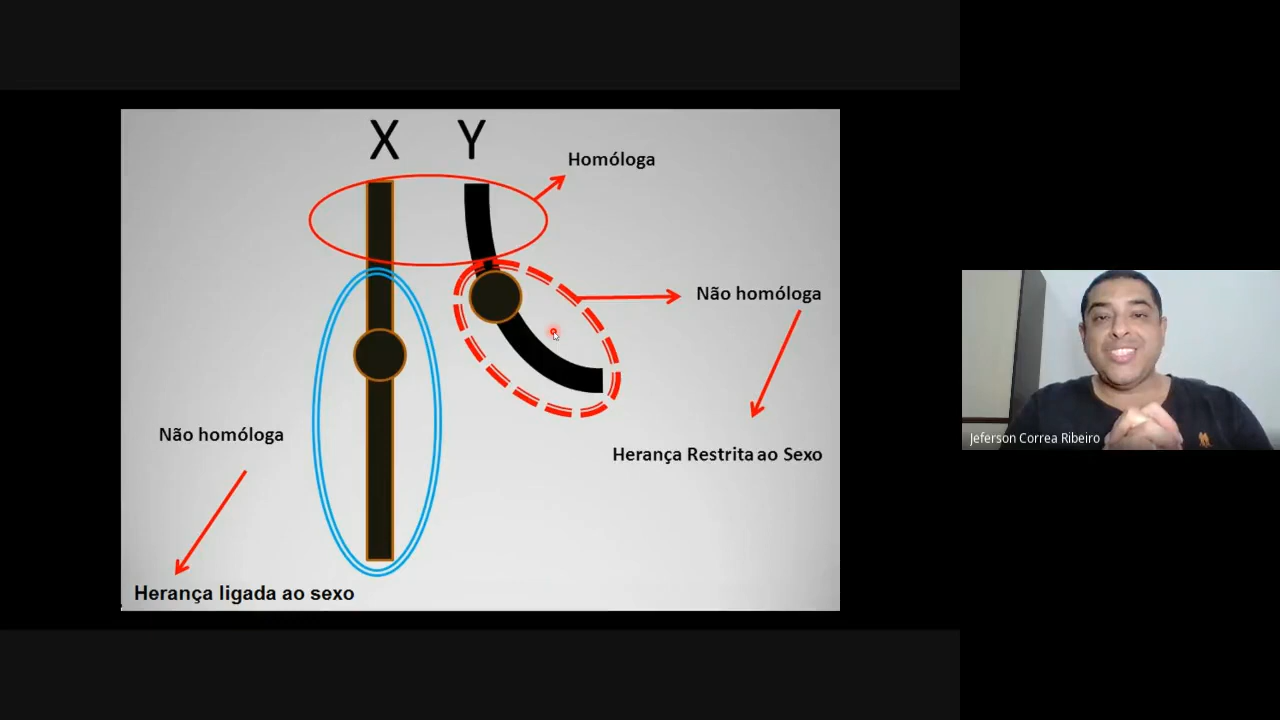 X Y
Homóloga
Não homóloga
Não homóloga
Herança Restrita ao Sexo
Herança ligada ao sexo
Jeferson Correa Ribeiro